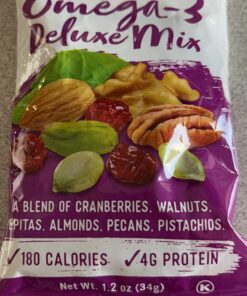 Omega-3
Deluxe Mix
A BLEND OF CRANBERRIES, WALNUTS,
EPITAS, ALMONDS, PECANS, PISTACHIOS.
✓180 CALORIES ✓4G PROTEIN
Net Wt. 1.2 oz (34g)
K